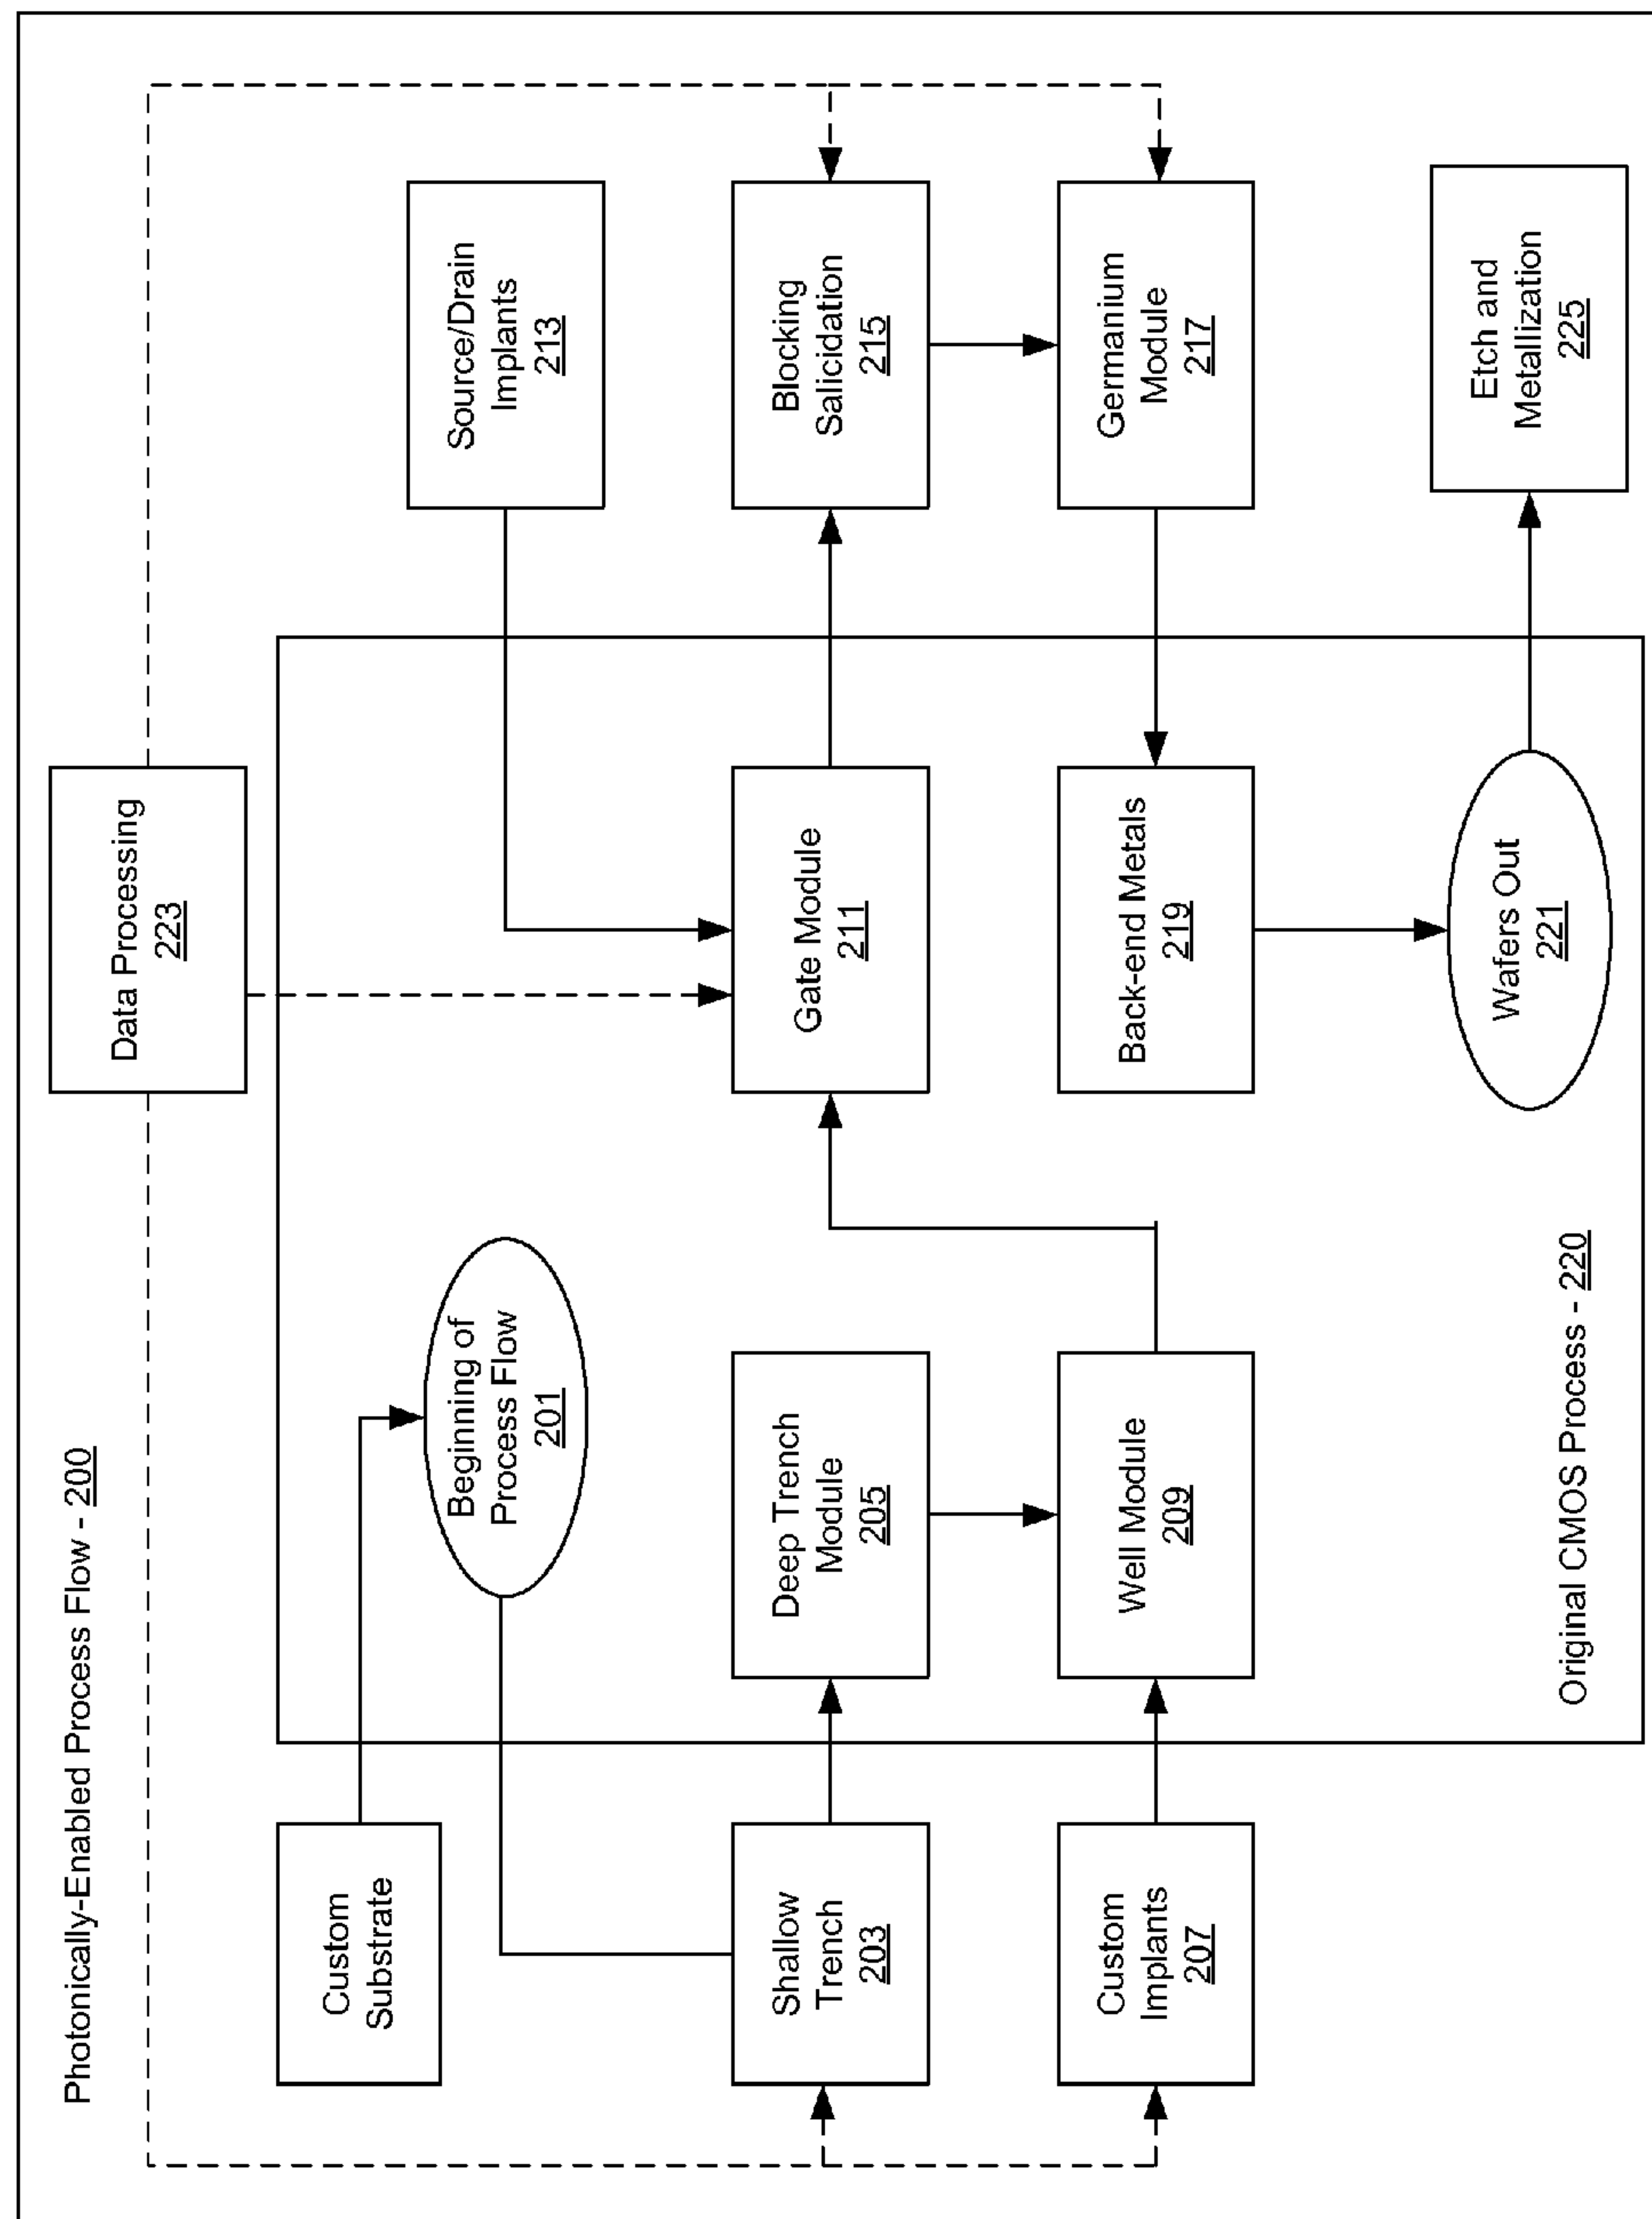 Photonically-Enabled Process Flow - 200
Data Processing
223
Custom
Substrate
Beginning of
Process Flow
201
Source/Drain
Implants
213
Shallow
Trench
203
Deep Trench
Module
205
Gate Module
211
Blocking
Salicidation
215
Custom
Implants
207
Well Module
209
Back-end Metals
219
Germanium
Module
217
Original CMOS Process - 220
Wafers Out
221
Etch and
Metallization
225